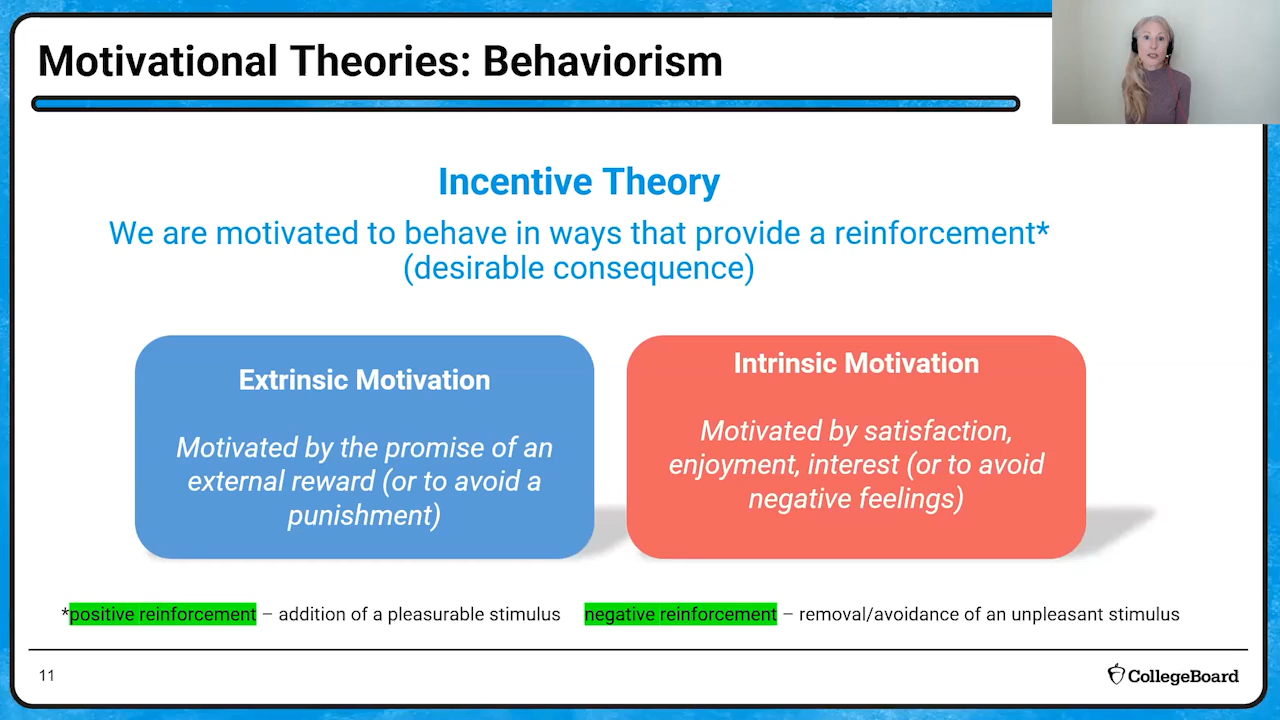 Motivational Theories: Behaviorism
Incentive Theory
We are motivated to behave in ways that provide a reinforcement*
(desirable consequence)
Extrinsic Motivation
Motivated by the promise of an
external reward (or to avoid a
punishment)
Intrinsic Motivation
Motivated by satisfaction,
enjoyment, interest (or to avoid
negative feelings)
*positive reinforcement – addition of a pleasurable stimulus
negative reinforcement – removal/avoidance of an unpleasant stimulus
11
CollegeBoard